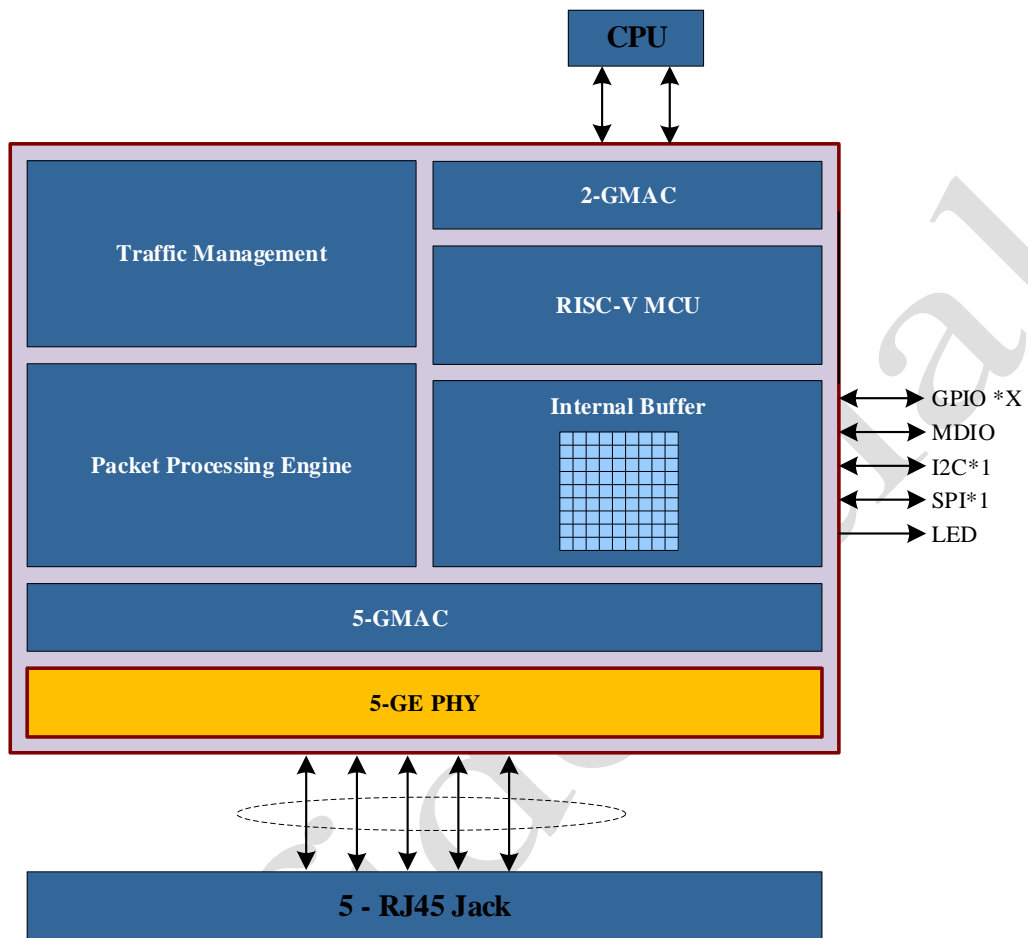 CPU
2-GMAC
Traffic Management
RISC-V MCU
Internal Buffer
Packet Processing Engine
GPIO *X
MDIO
I2C*1
SPI*1
LED
5-GMAC
5-GE PHY
5 - RJ45 Jack